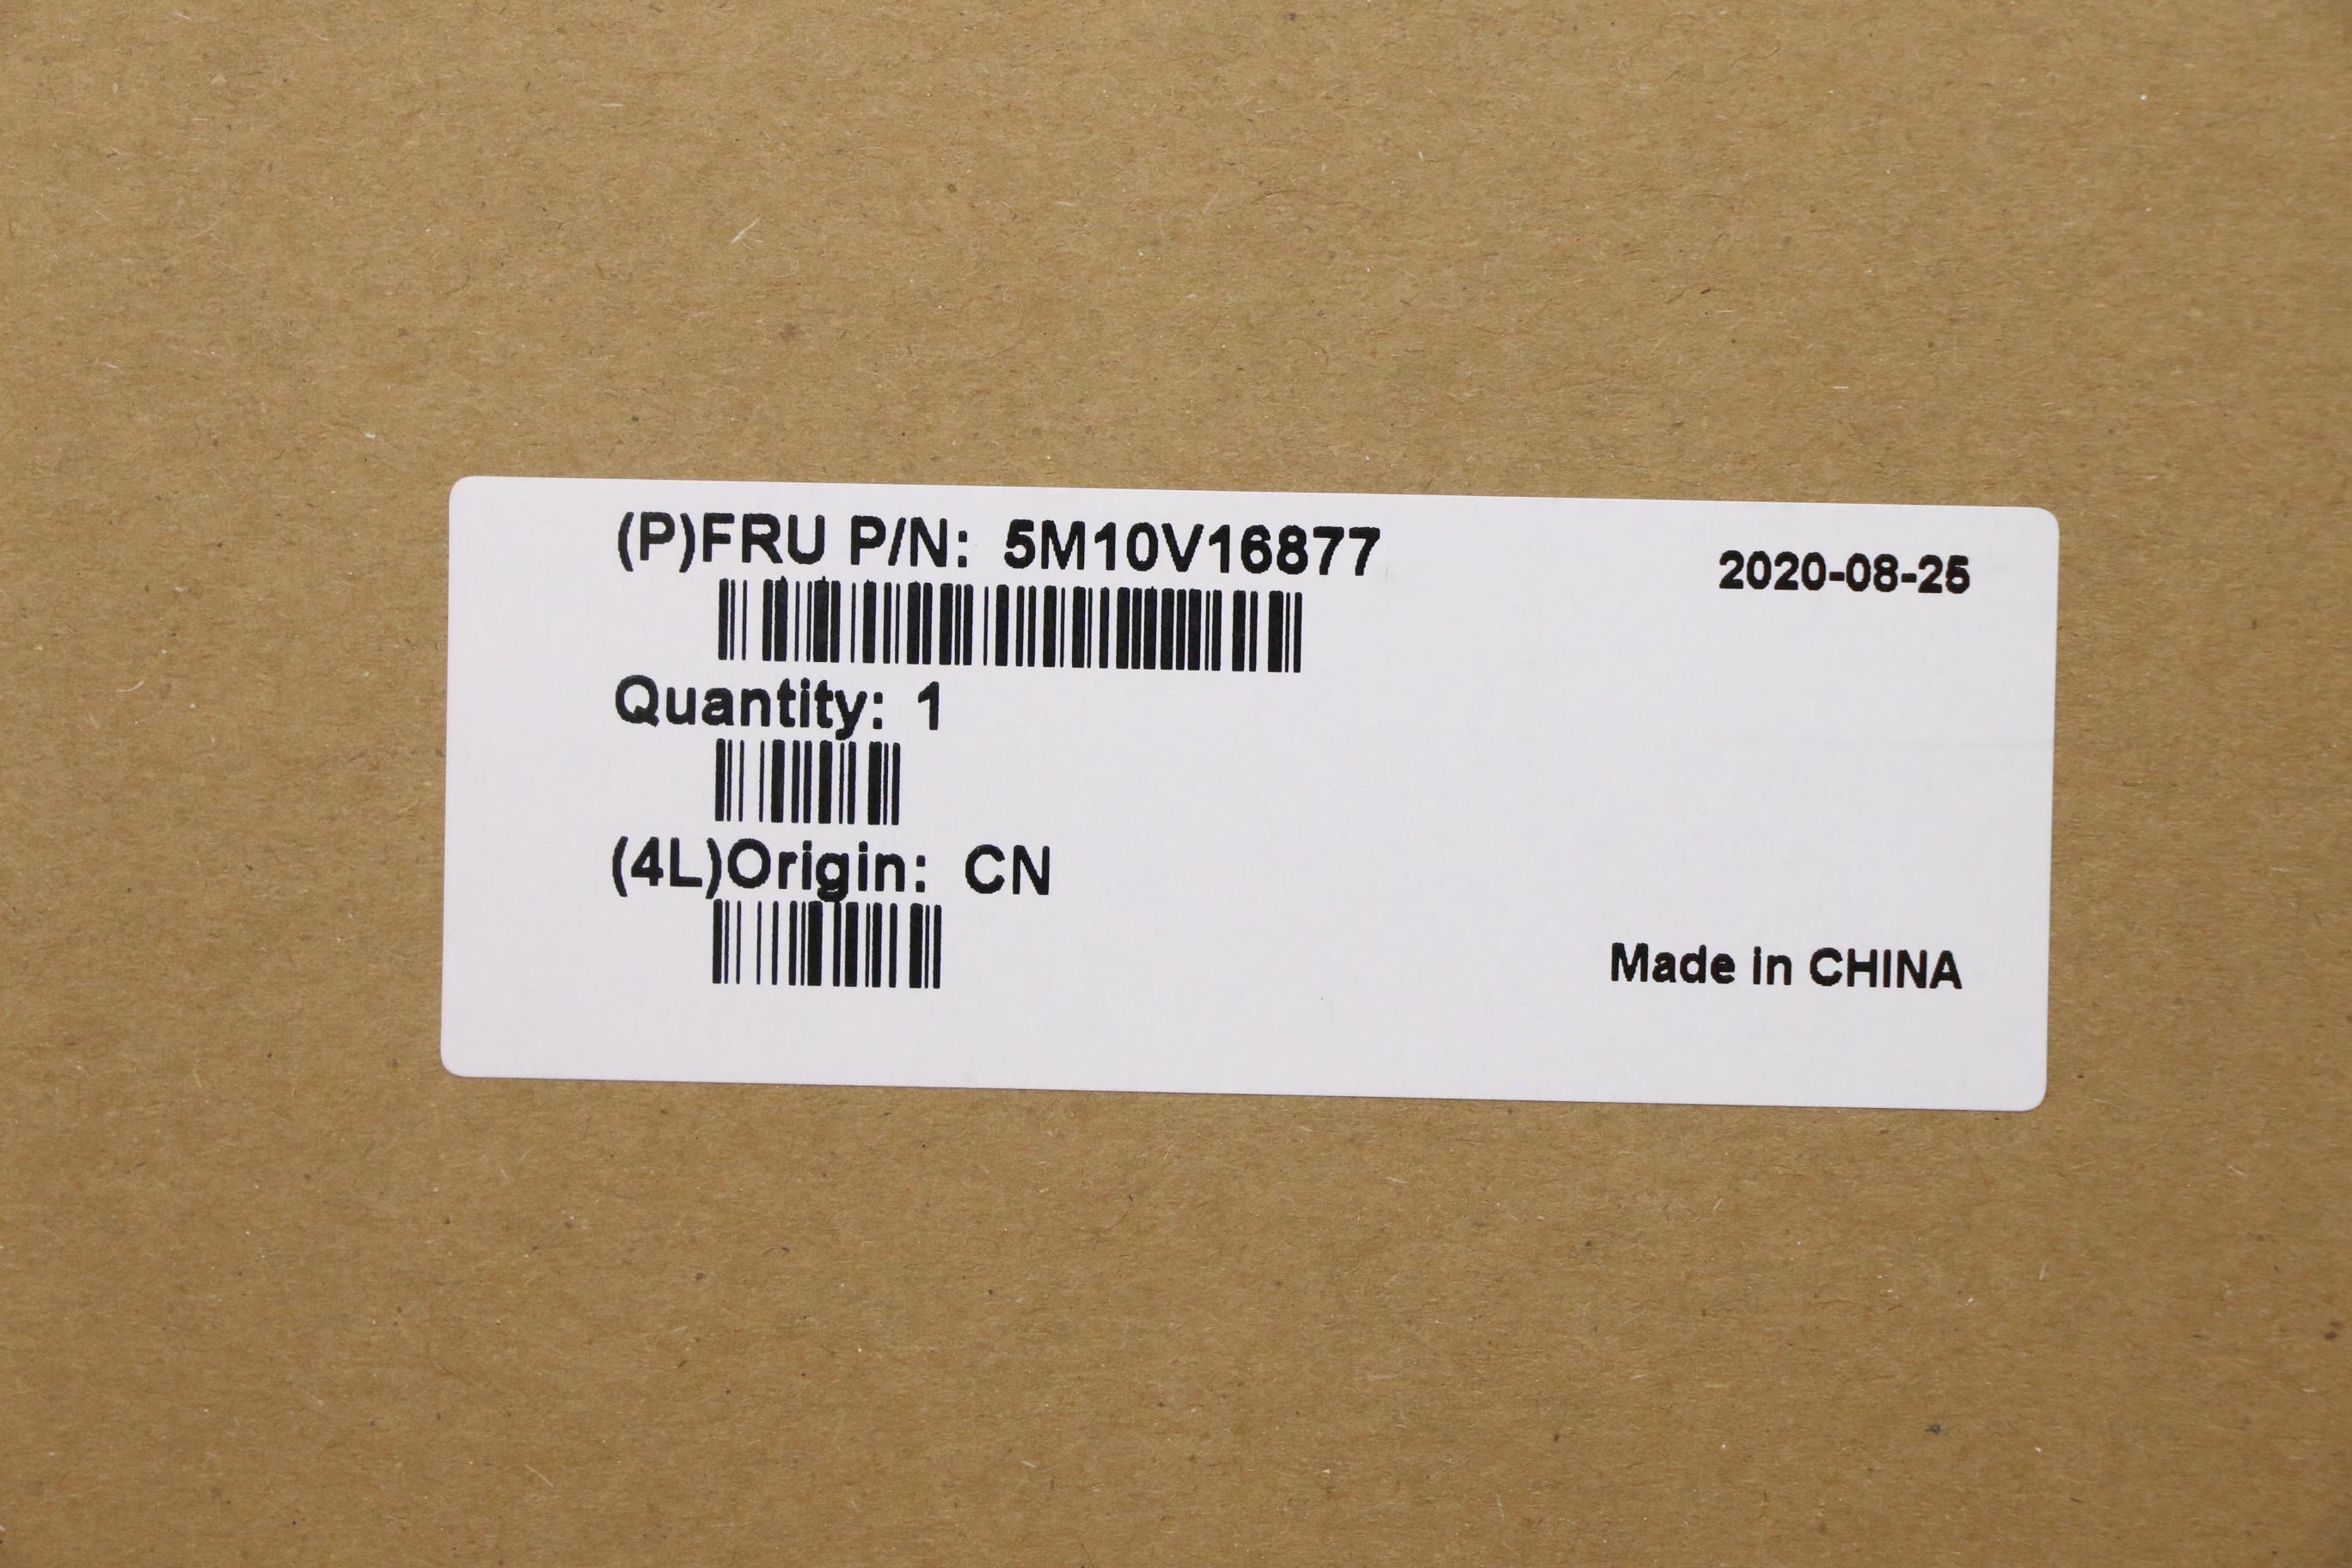 (P)FRU P/N: 5M10V16877
2020-08-25
Quantity: 1
(4L)Origin: CN
Made in CHINA